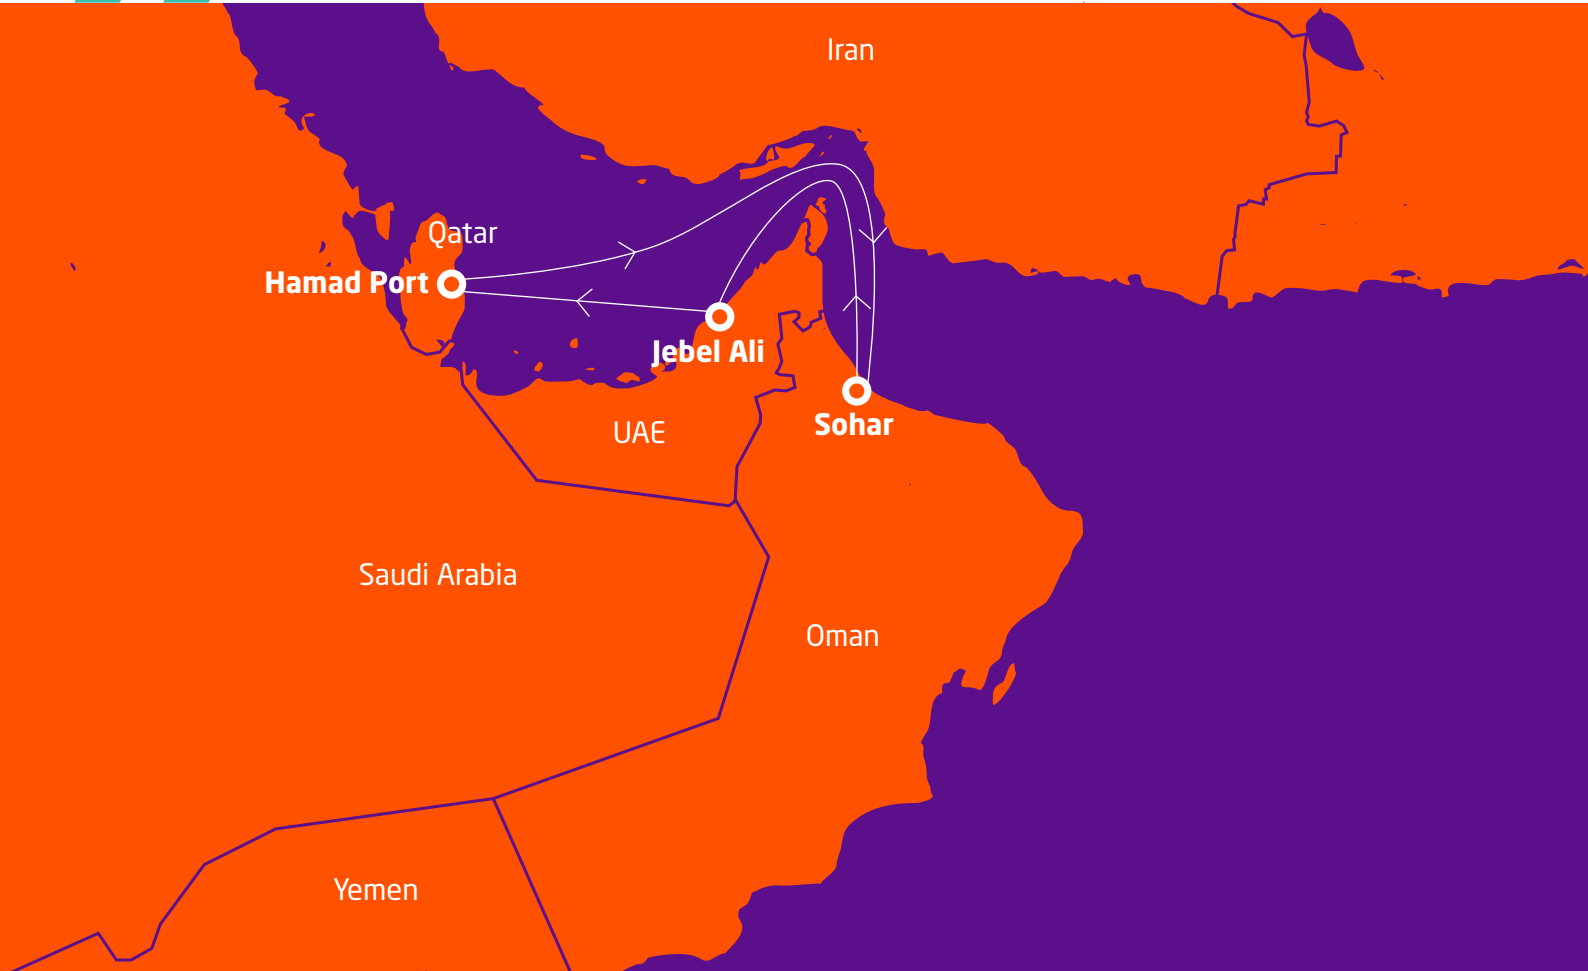 Iran
Qatar
Hamad Port
Jebel Ali
Sohar
UAE
Saudi Arabia
Oman
Yemen